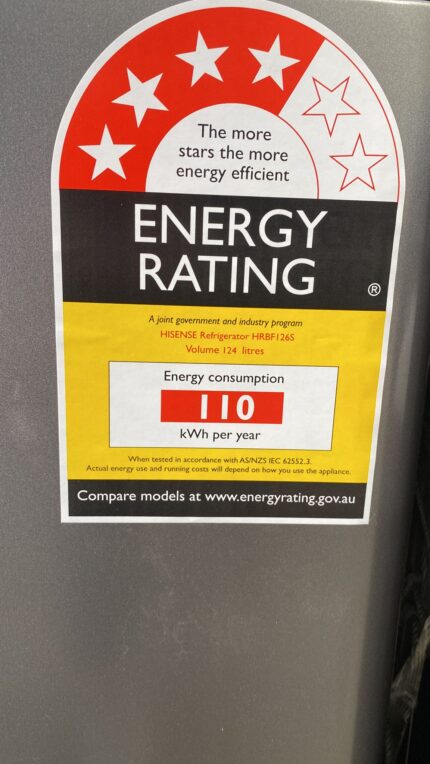 The more
stars the more
energy efficient
ENERGY
RATING
®
A joint government and industry program
HISENSE Refrigerator HRBF126S
Volume 124 litres
Energy consumption
110
kWh per year
When tested in accordance with AS/NZS IEC 62552.3.
Actual energy use and running costs will depend on how you use the appliance.
Compare models at www.energyrating.gov.au